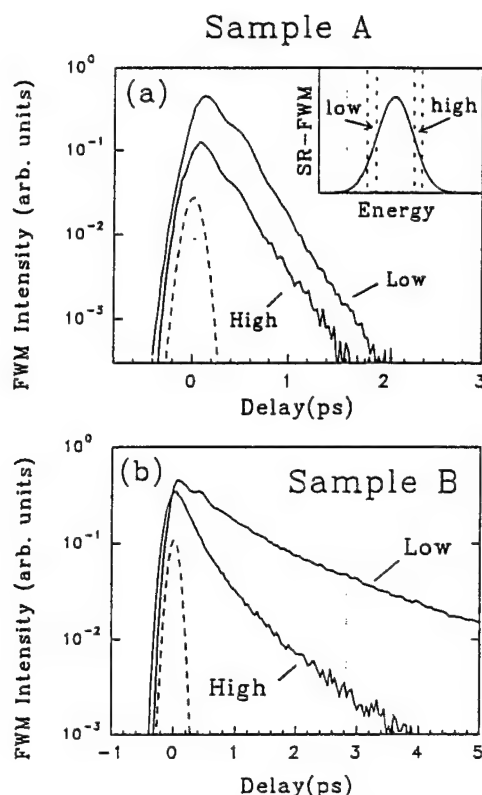 Sample A
(a)
FWM Intensity (arb. units)
10⁰
10⁻¹
10⁻²
10⁻³
SR-FWM
low
high
Energy
Low
High
0 1 2 3
Delay(ps)
(b)
Sample B
FWM Intensity (arb. units)
10⁰
10⁻¹
10⁻²
10⁻³
Low
High
-1 0 1 2 3 4 5
Delay(ps)